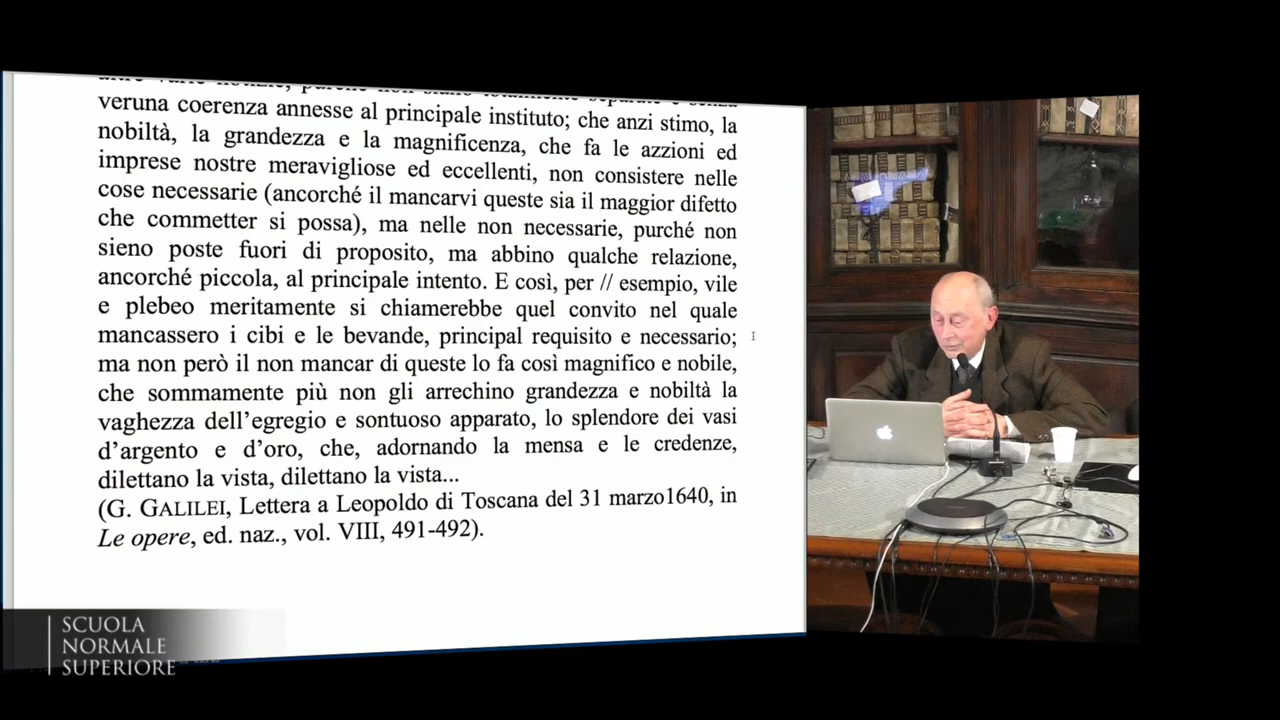 veruna coerenza annesse al principale instituto; che anzi stimo, la
nobiltà, la grandezza e la magnificenza, che fa le azzioni ed
imprese nostre meravigliose ed eccellenti, non consistere nelle
cose necessarie (ancorché il mancarvi queste sia il maggior difetto
che commetter si possa), ma nelle non necessarie, purché non
sieno poste fuori di proposito, ma abbino qualche relazione,
ancorché piccola, al principale intento. E così, per // esempio, vile
e plebeo meritamente si chiamerebbe quel convito nel quale
mancassero i cibi e le bevande, principal requisito e necessario;
ma non però il non mancar di queste lo fa così magnifico e nobile,
che sommamente più non gli arrechino grandezza e nobiltà la
vaghezza dell’egregio e sontuoso apparato, lo splendore dei vasi
d’argento e d’oro, che, adornando la mensa e le credenze,
dilettano la vista, dilettano la vista...
(G. GALILEI, Lettera a Leopoldo di Toscana del 31 marzo1640, in
Le opere, ed. naz., vol. VIII, 491-492).
SCUOLA
NORMALE
SUPERIORE